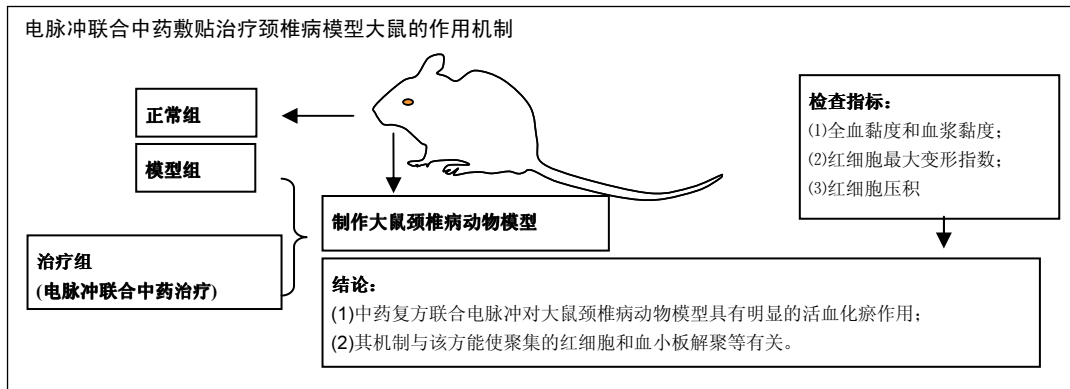 电脉冲联合中药敷贴治疗颈椎病模型大鼠的作用机制
正常组
模型组
治疗组
(电脉冲联合中药治疗)
制作大鼠颈椎病动物模型
检查指标：
⑴全血黏度和血浆黏度；
⑵红细胞最大变形指数；
⑶红细胞压积
结论：
(1)中药复方联合电脉冲对大鼠颈椎病动物模型具有明显的活血化瘀作用；
(2)其机制与该方能使聚集的红细胞和血小板解聚等有关。